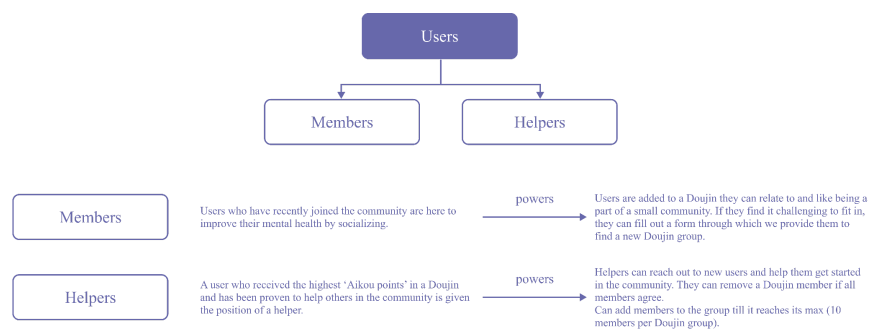 Users
Members
Helpers
Members
Users who have recently joined the community are here to
improve their mental health by socializing.
powers
Users are added to a Doujin they can relate to and like being a
part of a small community. If they find it challenging to fit in,
they can fill out a form through which we provide them to
find a new Doujin group.
Helpers
A user who received the highest ‘Aikou points’ in a Doujin
and has been proven to help others in the community is given
the position of a helper.
powers
Helpers can reach out to new users and help them get started
in the community. They can remove a Doujin member if all
members agree.
Can add members to the group till it reaches its max (10
members per Doujin group).